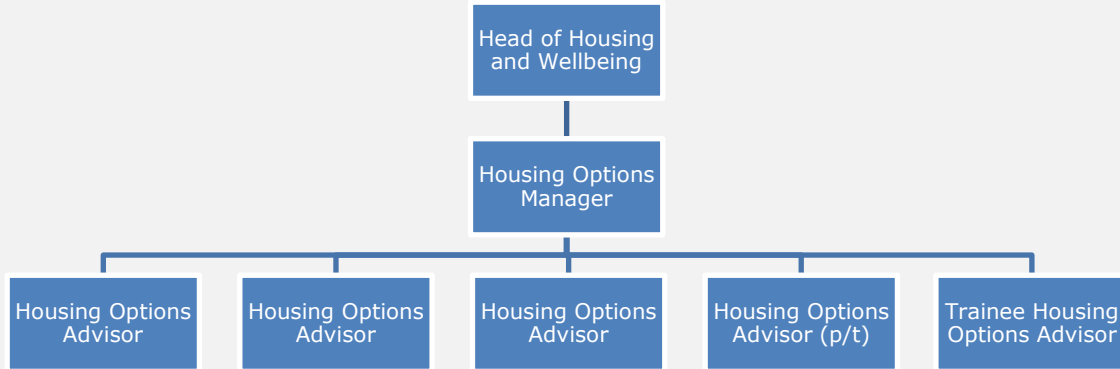 Head of Housing
and Wellbeing
Housing Options
Manager
Housing Options
Advisor
Housing Options
Advisor
Housing Options
Advisor
Housing Options
Advisor (p/t)
Trainee Housing
Options Advisor